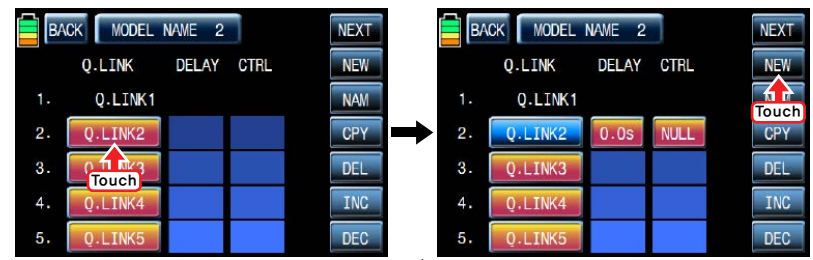 BACK MODEL NAME 2 NEXT
Q.LINK DELAY CTRL NEW
1. Q.LINK1 NAM
2. Q.LINK2 CPY
3. Q.LINK3 DEL
Touch
4. Q.LINK4 INC
5. Q.LINK5 DEC
BACK MODEL NAME 2 NEXT
Q.LINK DELAY CTRL NEW
1. Q.LINK1
Touch
2. Q.LINK2 0.0s NULL CPY
3. Q.LINK3 DEL
4. Q.LINK4 INC
5. Q.LINK5 DEC